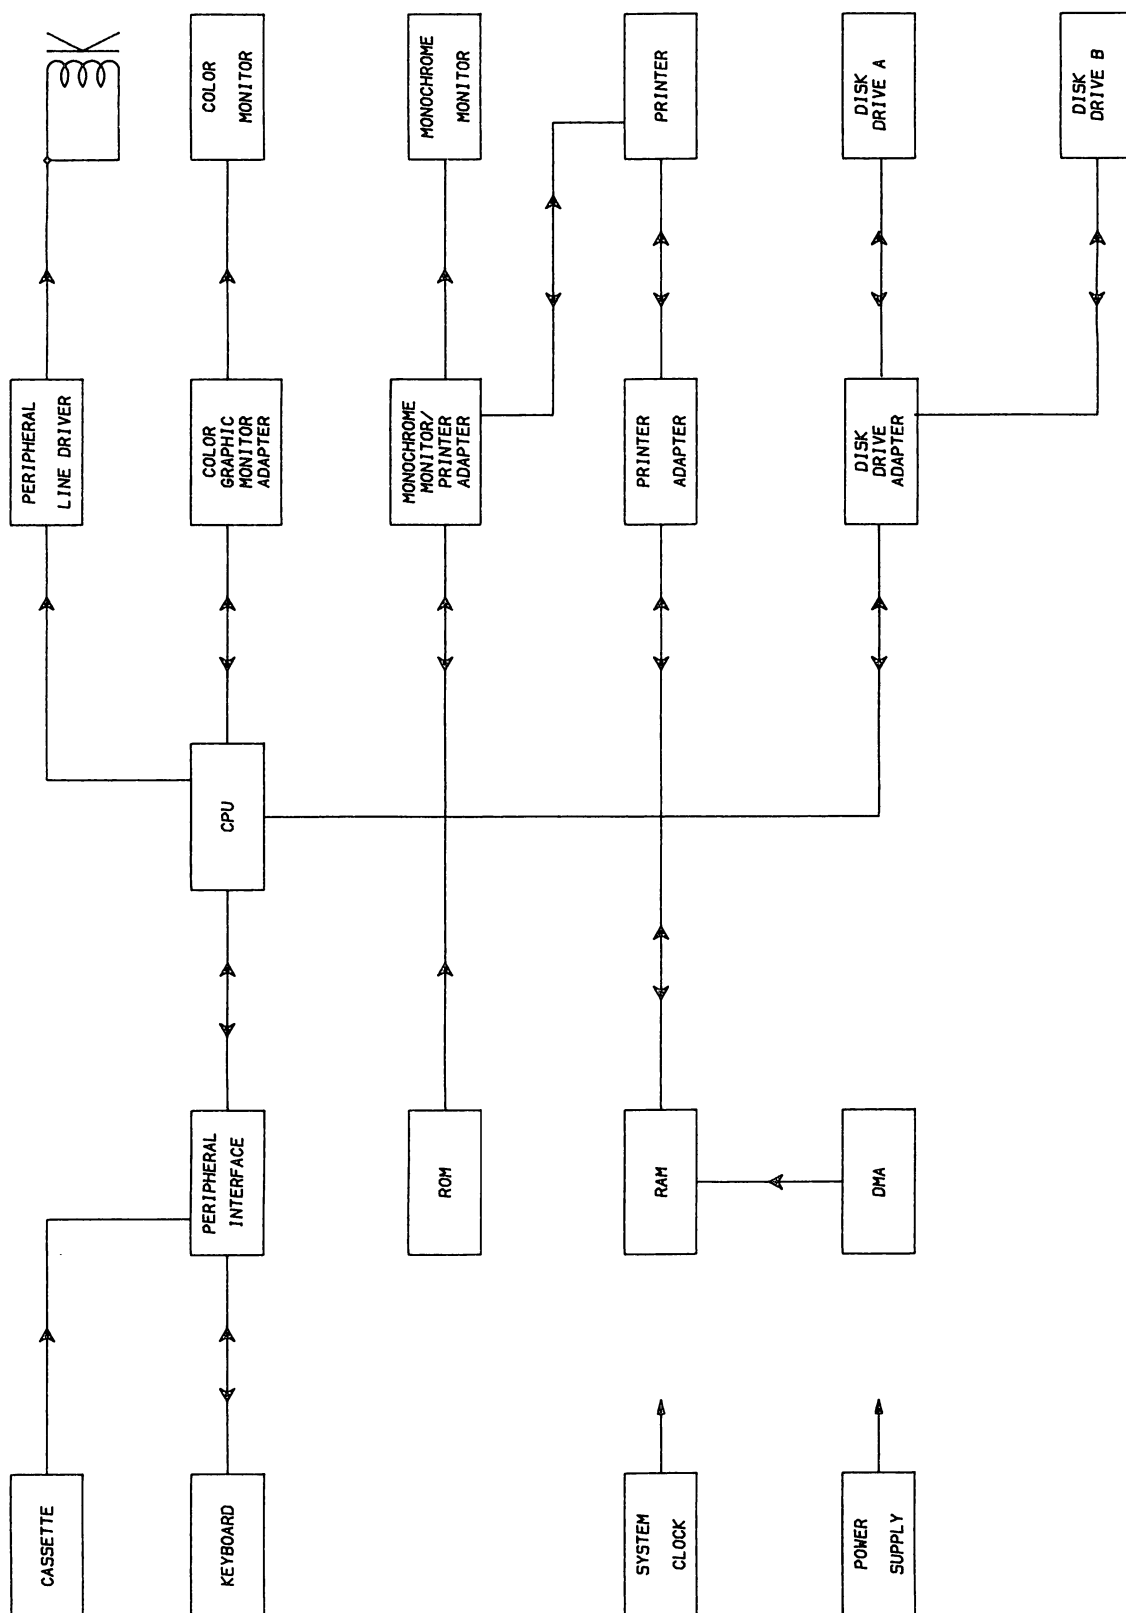 CASSETTE
PERIPHERAL
LINE DRIVER
KEYBOARD
PERIPHERAL
INTERFACE
CPU
COLOR
GRAPHIC
MONITOR
ADAPTER
COLOR
MONITOR
ROM
MONOCHROME
MONITOR/
PRINTER
ADAPTER
MONOCHROME
MONITOR
SYSTEM
CLOCK
RAM
PRINTER
ADAPTER
PRINTER
POWER
SUPPLY
DMA
DISK
DRIVE
ADAPTER
DISK
DRIVE A
DISK
DRIVE B